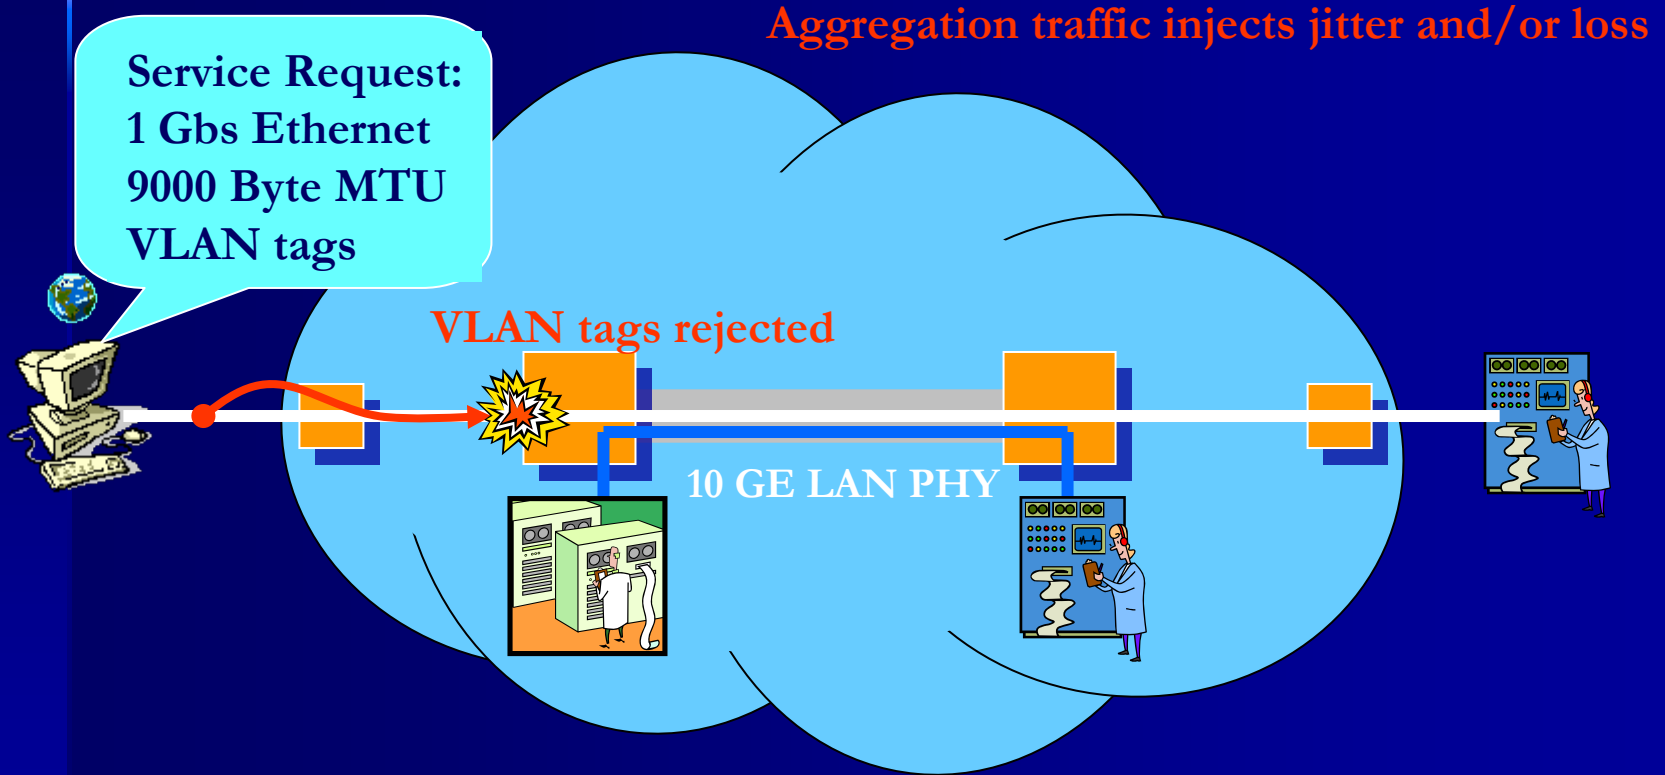 Aggregation traffic injects jitter and/or loss
Service Request:
1 Gbs Ethernet
9000 Byte MTU
VLAN tags
VLAN tags rejected
10 GE LAN PHY